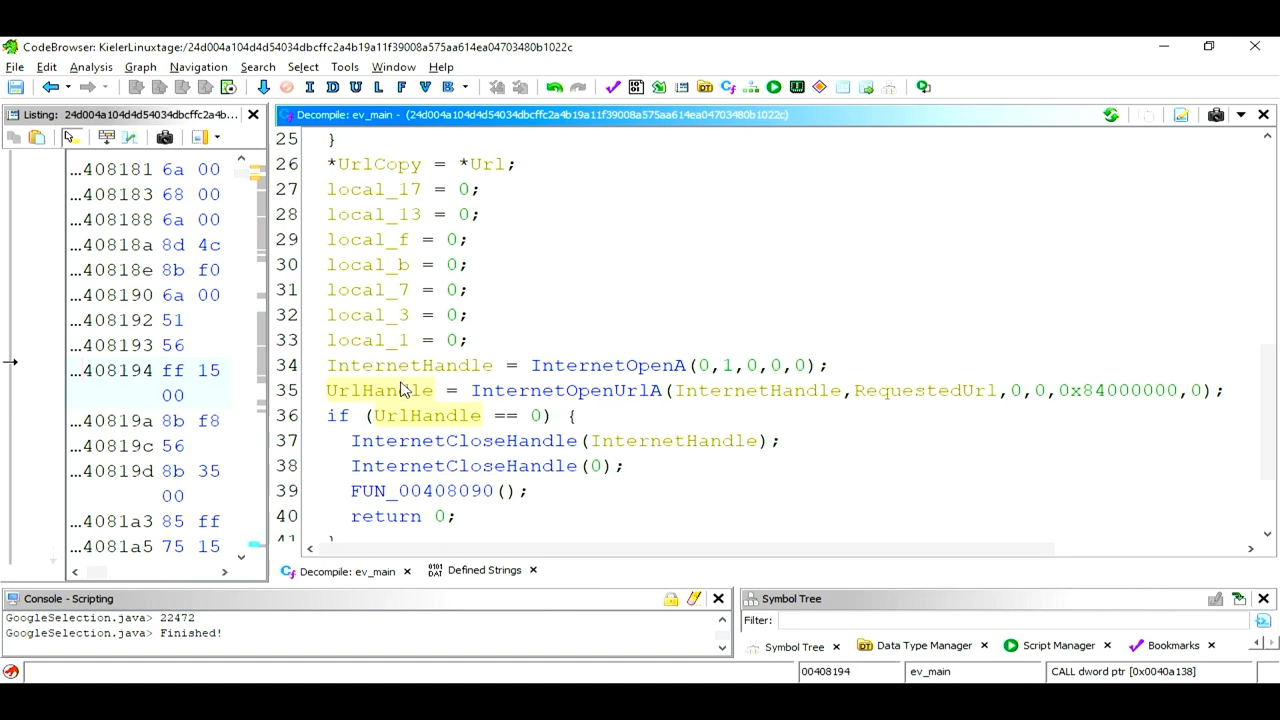 CodeBrowser: KielerLinuxtage:/24d004a104d4d54034dbcffc2a4b19a11f39008a575aa614ea04703480b1022c
File Edit Analysis Graph Navigation Search Select Tools Window Help
I D U L F V B
Listing: 24d004a104d4d54034dbcffc2a4b...
Decompile: ev_main - (24d004a104d4d54034dbcffc2a4b19a11f39008a575aa614ea04703480b1022c)
...408181 6a 00
...408183 68 00
...408188 6a 00
...40818a 8d 4c
...40818e 8b f0
...408190 6a 00
...408192 51
...408193 56
...408194 ff 15
00
...40819a 8b f8
...40819c 56
...40819d 8b 35
00
...4081a3 85 ff
...4081a5 75 15
25 }
26 *UrlCopy = *Url;
27 local_17 = 0;
28 local_13 = 0;
29 local_f = 0;
30 local_b = 0;
31 local_7 = 0;
32 local_3 = 0;
33 local_1 = 0;
34 InternetHandle = InternetOpenA(0,1,0,0,0);
35 UrlHandle = InternetOpenUrlA(InternetHandle,RequestedUrl,0,0,0x84000000,0);
36 if (UrlHandle == 0) {
37 InternetCloseHandle(InternetHandle);
38 InternetCloseHandle(0);
39 FUN_00408090();
40 return 0;
41 }
Decompile: ev_main
Defined Strings
Console - Scripting
GoogleSelection.java> 22472
GoogleSelection.java> Finished!
Symbol Tree
Filter:
Symbol Tree Data Type Manager Script Manager Bookmarks
00408194 ev_main CALL dword ptr [0x0040a138]